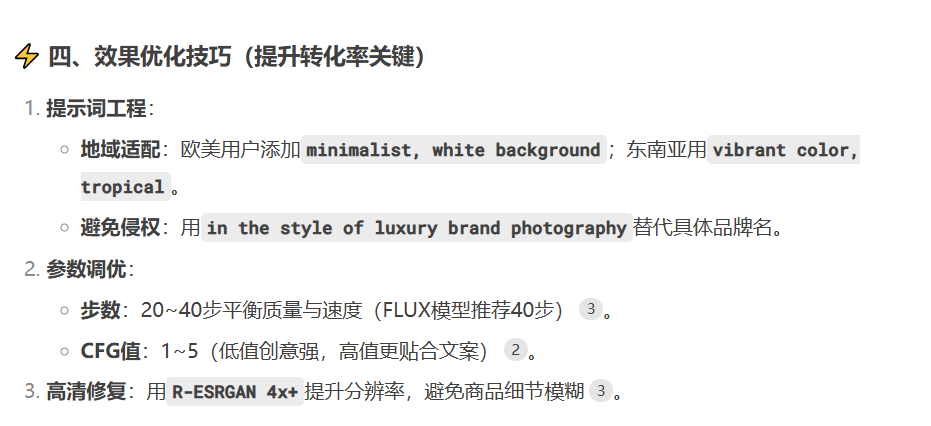 ⚡ 四、效果优化技巧（提升转化率关键）
1. 提示词工程：
○ 地域适配：欧美用户添加 minimalist, white background；东南亚用 vibrant color,
tropical。
○ 避免侵权：用 in the style of luxury brand photography 替代具体品牌名。
2. 参数调优：
○ 步数：20~40步平衡质量与速度（FLUX模型推荐40步） 3。
○ CFG值：1~5（低值创意强，高值更贴合文案） 2。
3. 高清修复：用 R-ESRGAN 4x+ 提升分辨率，避免商品细节模糊 3。